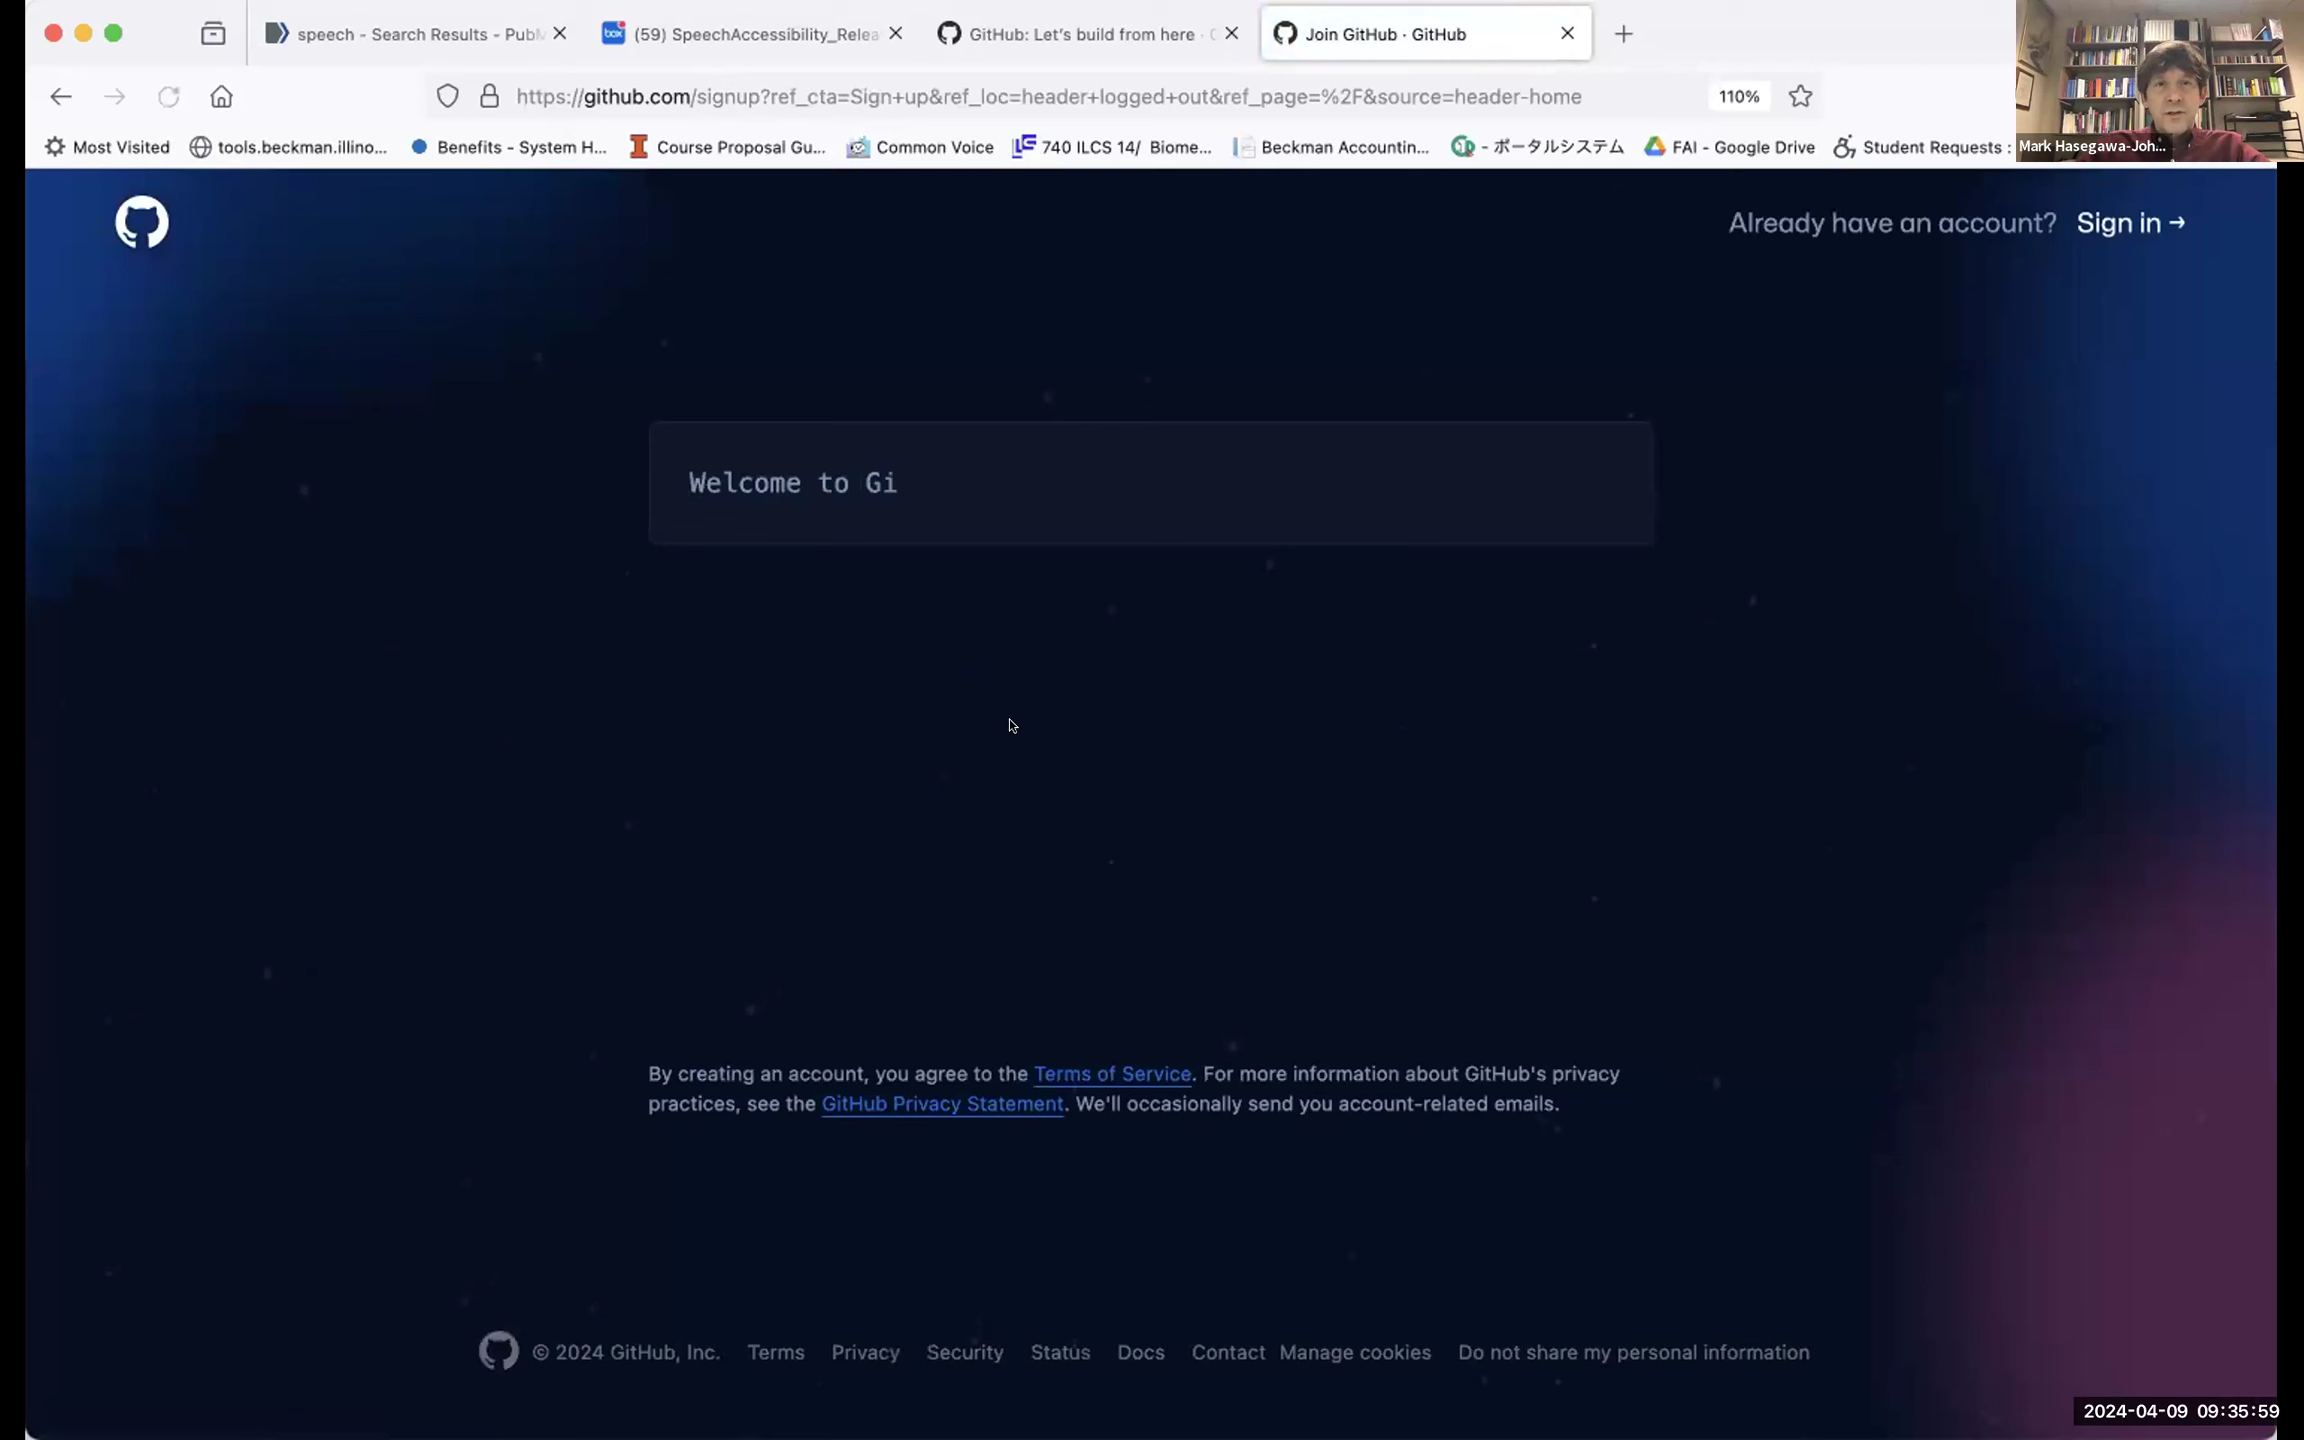 speech - Search Results - Pub
(59) SpeechAccessibility_Relea
GitHub: Let's build from here ·
Join GitHub · GitHub
https://github.com/signup?ref_cta=Sign+up&ref_loc=header+logged+out&ref_page=%2F&source=header-home
110%
Most Visited
tools.beckman.illino...
Benefits - System H...
Course Proposal Gu...
Common Voice
740 ILCS 14/ Biome...
Beckman Accountin...
- ポータルシステム
FAI - Google Drive
Student Requests :
Mark Hasegawa-Joh...
Already have an account? Sign in →
Welcome to Gi
By creating an account, you agree to the Terms of Service. For more information about GitHub's privacy
practices, see the GitHub Privacy Statement. We'll occasionally send you account-related emails.
© 2024 GitHub, Inc. Terms Privacy Security Status Docs Contact Manage cookies Do not share my personal information
2024-04-09 09:35:59